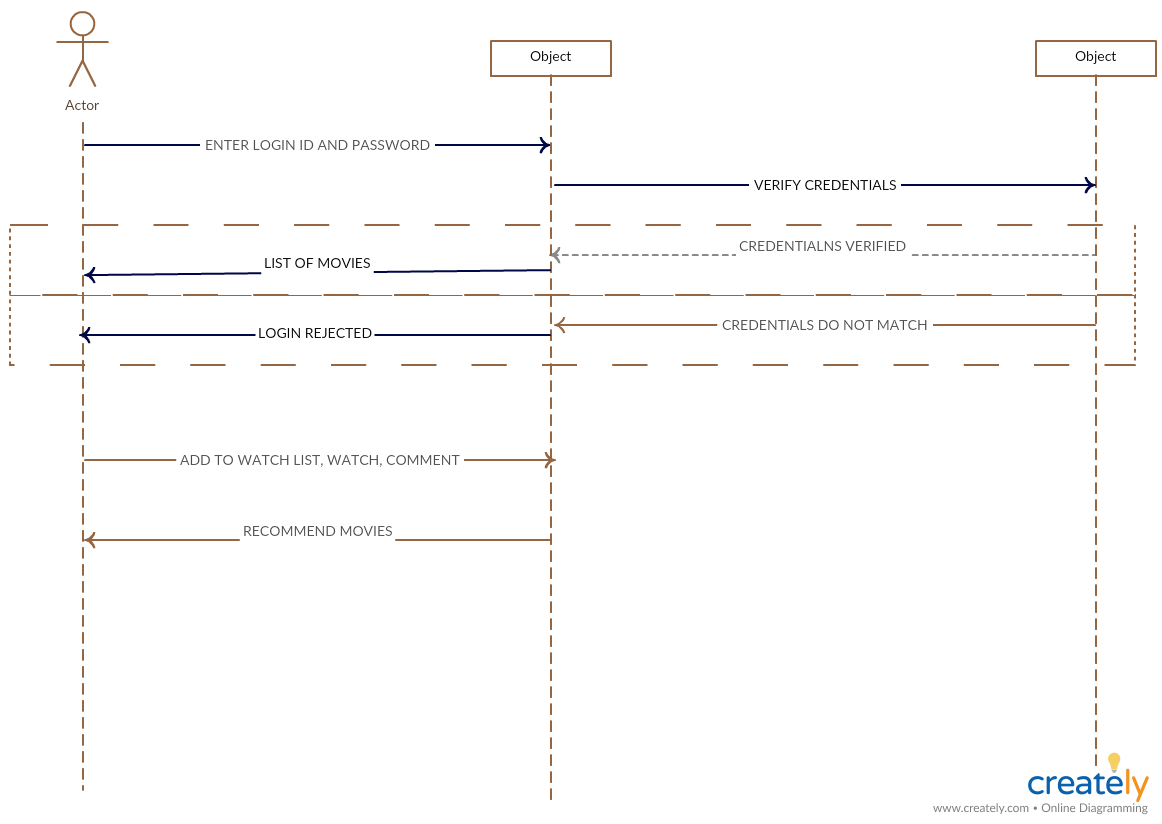 Object
Object
Actor
ENTER LOGIN ID AND PASSWORD
VERIFY CREDENTIALS
CREDENTIALNS VERIFIED
LIST OF MOVIES
CREDENTIALS DO NOT MATCH
LOGIN REJECTED
ADD TO WATCH LIST, WATCH, COMMENT
RECOMMEND MOVIES
creately
www.creately.com • Online Diagramming